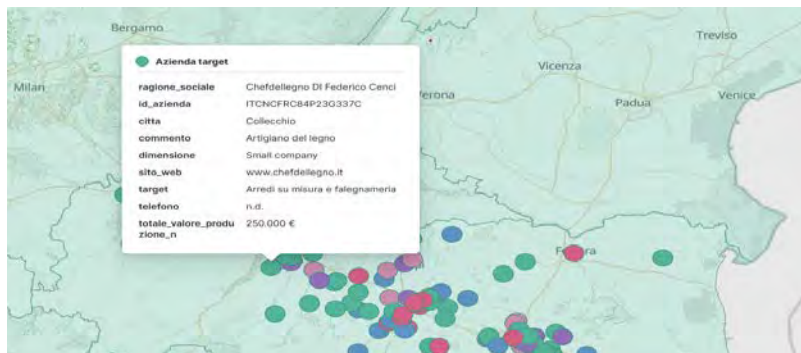 Bergamo
Treviso
Azienda target
Vicenza
Milan
ragione_sociale Chefdellegno DI Federico Cenci
erona
Padua
Venice
id_azienda ITCNCFRC84P23G337C
citta Collecchio
commento Artigiano del legno
dimensione Small company
sito_web www.chefdellegno.it
target Arredi su misura e falegnameria
telefono n.d.
totale_valore_produ 250.000 €
zione_n